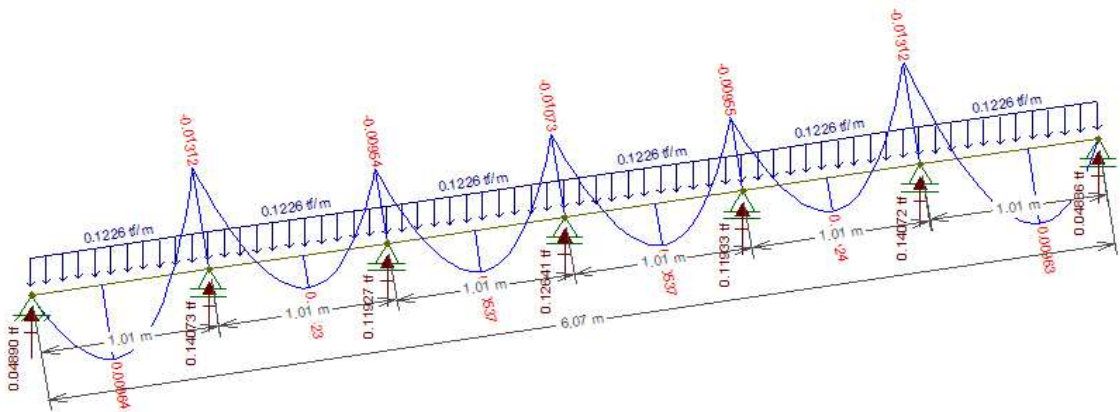 -0.01312
-0.00954
-0.01073
-0.00955
-0.01312
0.1226 tf/m
0.1226 tf/m
0.1226 tf/m
0.1226 tf/m
0.1226 tf/m
0.1226 tf/m
0.04890 tf
0.14073 tf
0.11927 tf
0.12641 tf
0.11933 tf
0.14072 tf
0.04886 tf
1.01 m
1.01 m
1.01 m
1.01 m
1.01 m
1.01 m
0.00964
0.00963
6.07 m